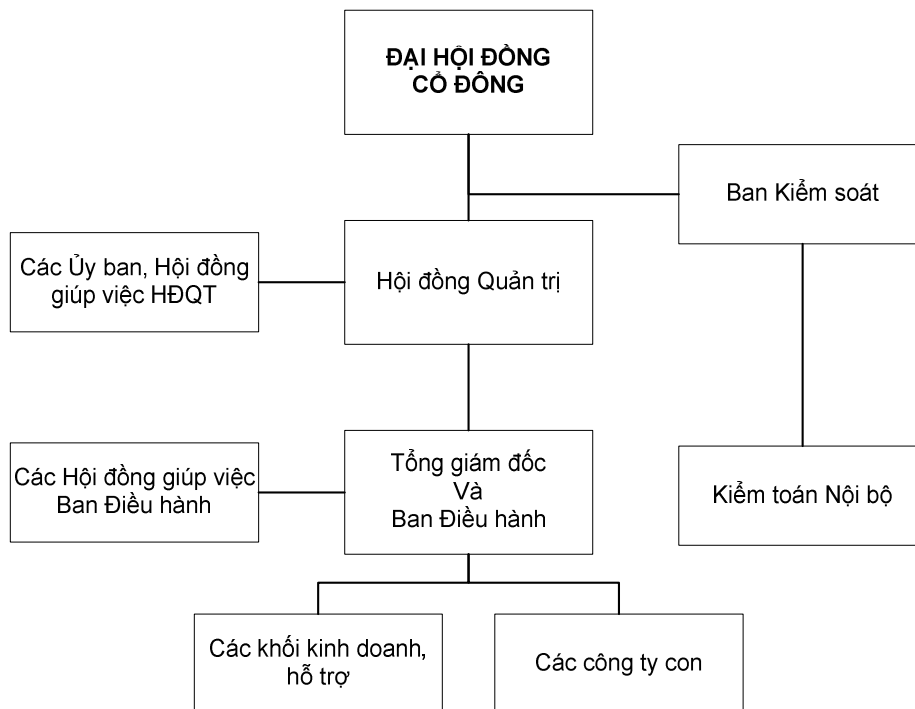 ĐẠI HỘI ĐỒNG
CỔ ĐÔNG
Ban Kiểm soát
Các Ủy ban, Hội đồng
giúp việc HĐQT
Hội đồng Quản trị
Các Hội đồng giúp việc
Ban Điều hành
Tổng giám đốc
Và
Ban Điều hành
Kiểm toán Nội bộ
Các khối kinh doanh,
hỗ trợ
Các công ty con